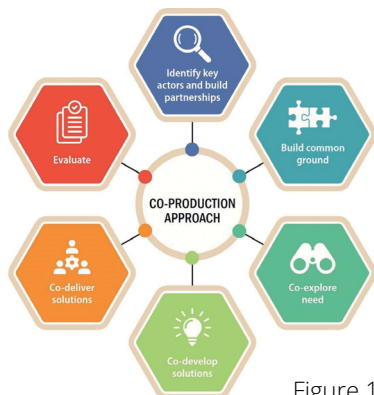 Identify key
actors and build
partnerships
Build common
ground
Co-explore
need
Co-develop
solutions
Co-deliver
solutions
Evaluate
CO-PRODUCTION
APPROACH
Figure 1